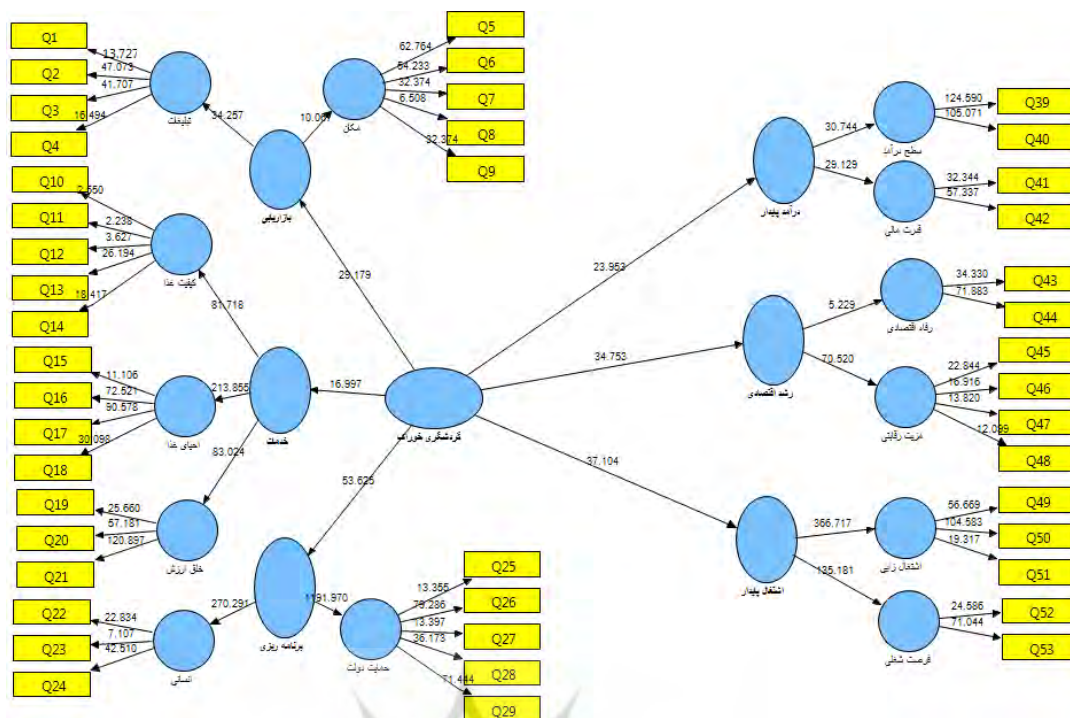 Q1
Q2
Q3
Q4
13.727
47.073
41.707
16.494
تبلیغات
34.257
Q5
Q6
Q7
Q8
Q9
62.764
54.233
32.374
6.508
32.374
مکان
بازاریابی
29.179
Q10
Q11
Q12
Q13
Q14
2.238
3.627
26.194
18.417
کیفیت غذا
81.718
Q15
Q16
Q17
Q18
11.106
72.521
90.578
30.098
احیای غذا
213.855
خدمات
16.997
83.024
Q19
Q20
Q21
25.660
57.181
120.897
خلق ارزش
گردشگری خوراک
53.625
Q22
Q23
Q24
22.834
7.107
42.510
270.291
برنامه ریزی
1191.970
Q25
Q26
Q27
Q28
Q29
13.355
79.286
13.397
36.173
71.444
حمایت دولت
23.953
درآمد پایدار
30.744
29.129
سطح درآمد
124.590
105.071
Q39
Q40
قدرت مالی
32.344
57.337
Q41
Q42
34.753
رشد اقتصادی
5.229
70.520
رفاه اقتصادی
34.330
71.883
Q43
Q44
مزیت رقابتی
22.844
16.916
13.820
12.099
Q45
Q46
Q47
Q48
37.104
اشتغال پایدار
366.717
135.181
اشتغال زایی
56.669
104.583
19.317
Q49
Q50
Q51
فرصت شغلی
24.586
71.044
Q52
Q53